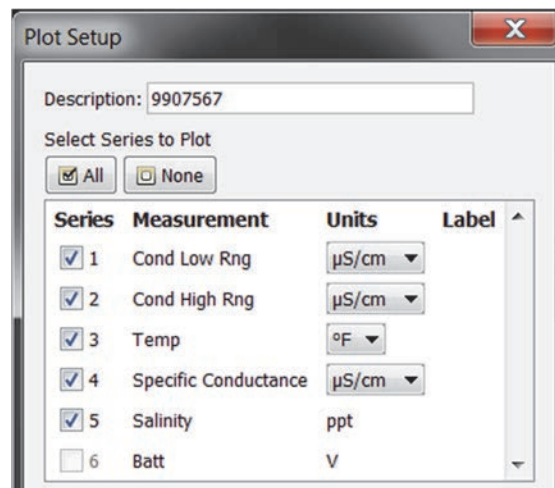 Plot Setup
Description: 9907567
Select Series to Plot
All None
Series Measurement Units Label
1 Cond Low Rng µS/cm
2 Cond High Rng µS/cm
3 Temp °F
4 Specific Conductance µS/cm
5 Salinity ppt
6 Batt V